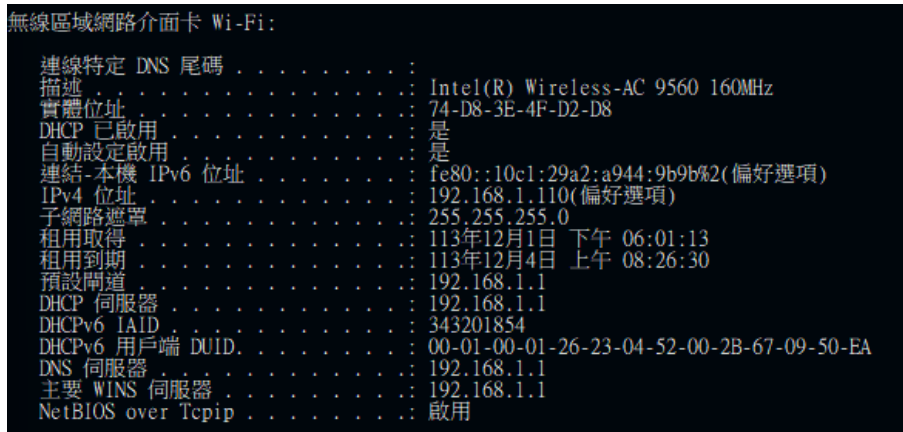 無線區域網路介面卡 Wi-Fi:
連線特定 DNS 尾碼 . . . . . . . . :
描述 . . . . . . . . . . . . . . .: Intel(R) Wireless-AC 9560 160MHz
實體位址 . . . . . . . . . . . . .: 74-D8-3E-4F-D2-D8
DHCP 已啟用 . . . . . . . . . . . .: 是
自動設定啟用 . . . . . . . . . . .: 是
連結-本機 IPv6 位址 . . . . . . . : fe80::10c1:29a2:a944:9b9b%2(偏好選項)
IPv4 位址 . . . . . . . . . . . . : 192.168.1.110(偏好選項)
子網路遮罩 . . . . . . . . . . . .: 255.255.255.0
租用取得 . . . . . . . . . . . . .: 113年12月1日 下午 06:01:13
租用到期 . . . . . . . . . . . . .: 113年12月4日 上午 08:26:30
預設閘道 . . . . . . . . . . . . .: 192.168.1.1
DHCP 伺服器 . . . . . . . . . . . : 192.168.1.1
DHCPv6 IAID . . . . . . . . . . . : 343201854
DHCPv6 用戶端 DUID. . . . . . . . : 00-01-00-01-26-23-04-52-00-2B-67-09-50-EA
DNS 伺服器 . . . . . . . . . . . .: 192.168.1.1
主要 WINS 伺服器 . . . . . . . . .: 192.168.1.1
NetBIOS over Tcpip . . . . . . . .: 啟用